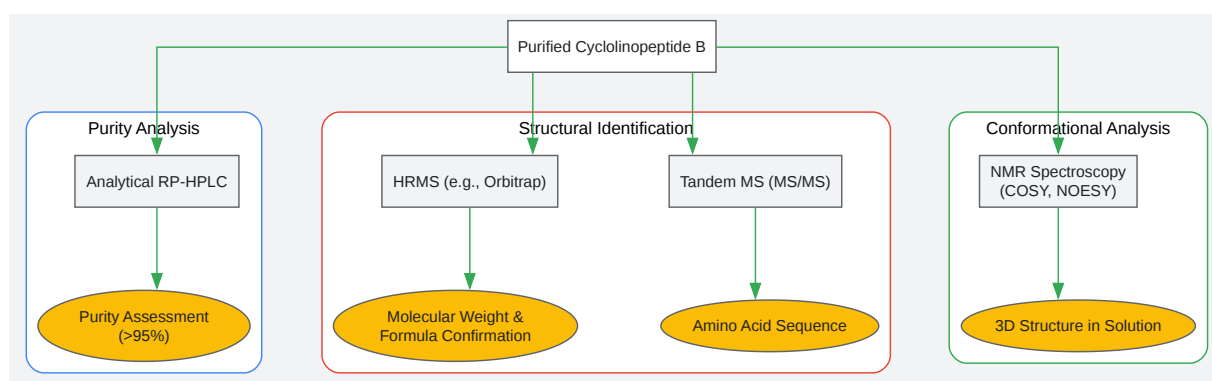 Purified Cyclolinopeptide B
Purity Analysis
Structural Identification
Conformational Analysis
Analytical RP-HPLC
HRMS (e.g., Orbitrap)
Tandem MS (MS/MS)
NMR Spectroscopy
(COSY, NOESY)
Purity Assessment
(>95%)
Molecular Weight &
Formula Confirmation
Amino Acid Sequence
3D Structure in Solution